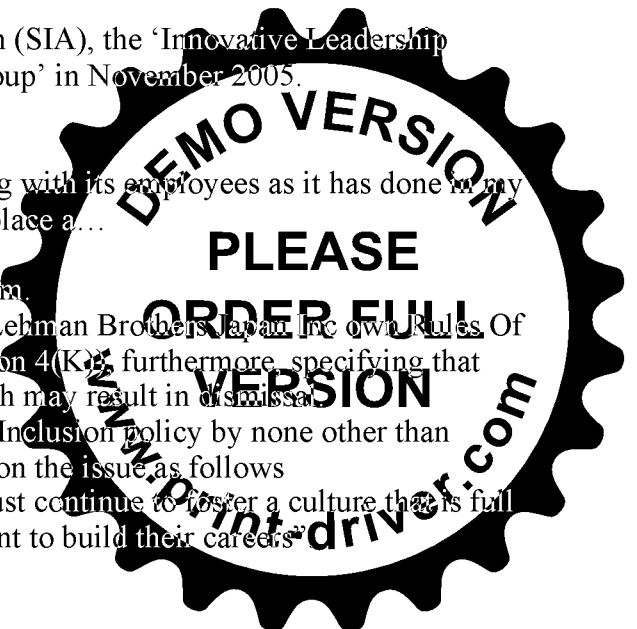 n (SIA), the ‘Innovative Leadership
oup’ in November 2005.
g with its employees as it has done in my
place a…
m.
Lehman Brothers Japan Inc own Rules Of
on 4(K)B, furthermore, specifying that
h may result in dismissal.
Inclusion policy by none other than
on the issue as follows
ust continue to foster a culture that is full
nt to build their careers”
DEMO VERSION
PLEASE
ORDER FULL
VERSION
www.print-driver.com